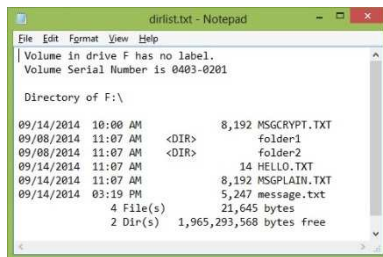 dirlist.txt - Notepad
File Edit Format View Help
Volume in drive F has no label.
Volume Serial Number is 0403-0201
Directory of F:\
09/14/2014 10:00 AM 8,192 MSGCRYPT.TXT
09/08/2014 11:07 AM <DIR> folder1
09/08/2014 11:07 AM <DIR> folder2
09/14/2014 11:07 AM 14 HELLO.TXT
09/14/2014 11:07 AM 8,192 MSGPLAIN.TXT
09/14/2014 03:19 PM 5,247 message.txt
4 File(s) 21,645 bytes
2 Dir(s) 1,965,293,568 bytes free